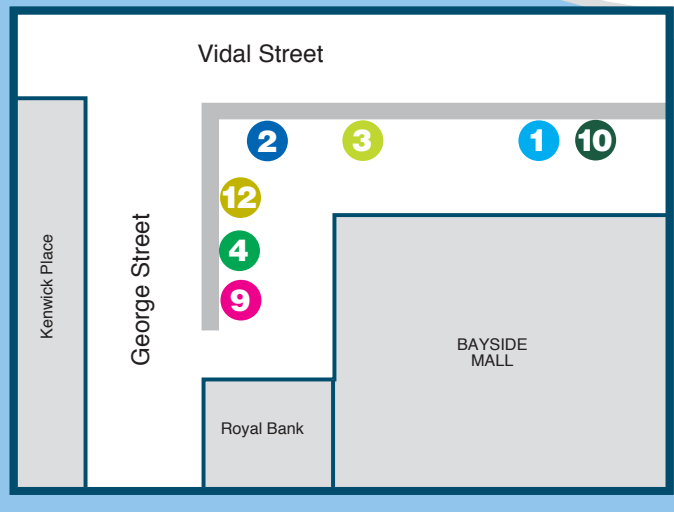 Vidal Street
2
3
1
10
12
4
9
George Street
Kenwick Place
BAYSIDE
MALL
Royal Bank